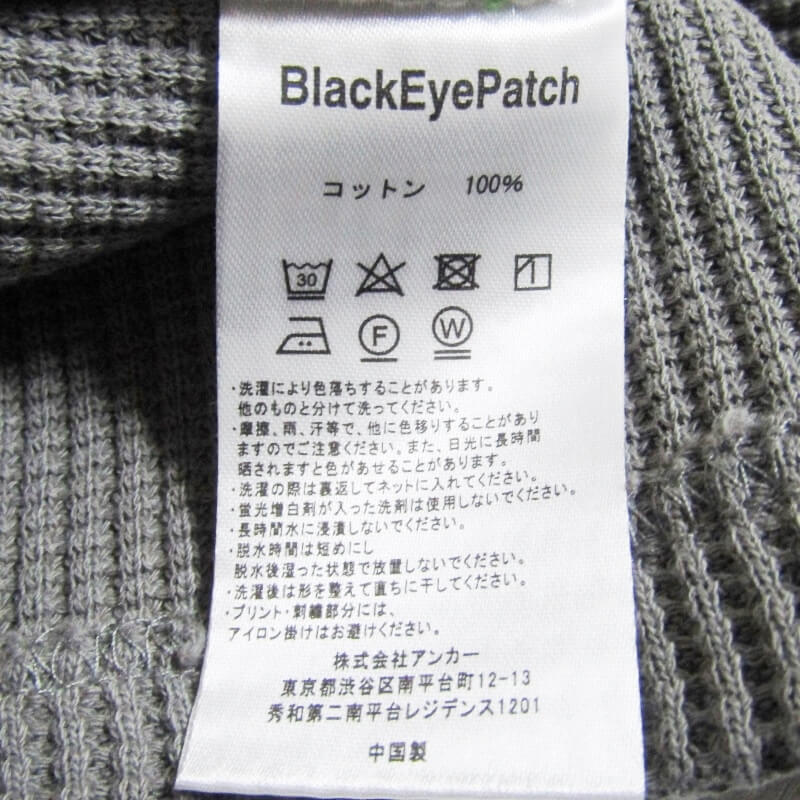 BlackEyePatch
コットン 100%
30
F W
・洗濯により色落ちすることがあります。
他のものと分けて洗ってください。
・摩擦、雨、汗等で、他に色移りすることがあり
ますのでご注意ください。また、日光に長時間
晒されますと色があせることがあります。
・洗濯の際は裏返してネットに入れてください。
・蛍光増白剤が入った洗剤は使用しないでください。
・長時間水に浸漬しないでください。
・脱水時間は短めにし
脱水後湿った状態で放置しないでください。
・洗濯後は形を整えて直ちに干してください。
・プリント・刺繍部分には、
アイロン掛けはお避けください。
株式会社アンカー
東京都渋谷区南平台町12-13
秀和第二南平台レジデンス1201
中国製